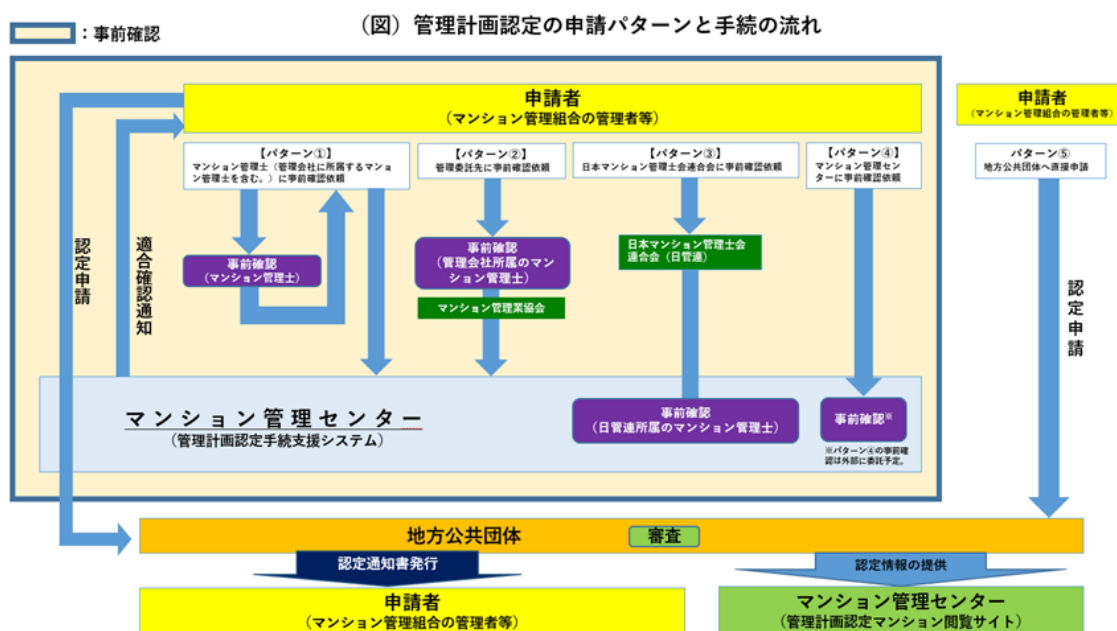 （図）管理計画認定の申請パターンと手続の流れ
：事前確認
申請者
（マンション管理組合の管理者等）
【パターン①】
マンション管理士（管理会社に所属するマンショ
ン管理士を含む。）に事前確認依頼
【パターン②】
管理委託先に事前確認依頼
【パターン③】
日本マンション管理士会連合会に事前確認依頼
【パターン④】
マンション管理セン
ターに事前確認依頼
申請者
（マンション管理組合の管理者等）
パターン⑤
地方公共団体へ直接申請
認定申請
適合確認通知
事前確認
（マンション管理士）
事前確認
（管理会社所属のマン
ション管理士）
マンション管理業協会
日本マンション管理士会
連合会（日管連）
認定申請
マンション管理センター
（管理計画認定手続支援システム）
事前確認
（日管連所属のマンション管理士）
事前確認※
※パターン④の事前確
認は外部に委託予定。
地方公共団体
審査
認定通知書発行
認定情報の提供
申請者
（マンション管理組合の管理者等）
マンション管理センター
（管理計画認定マンション閲覧サイト）